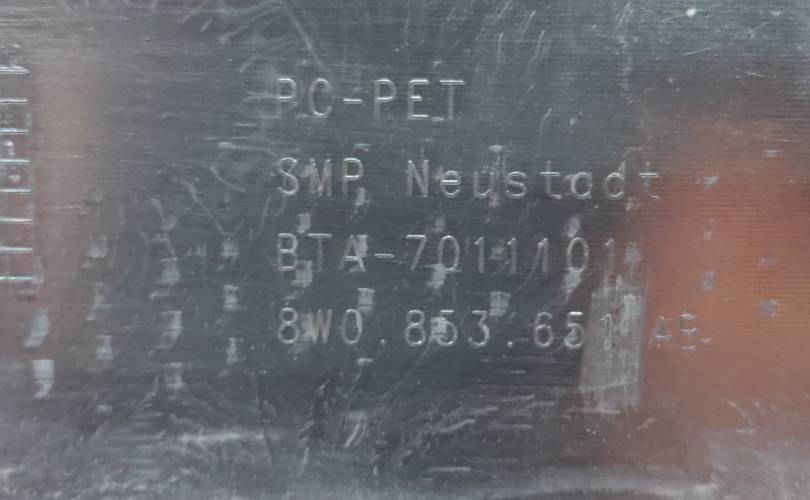 PC-PET
SMP Neustadt
BTA-7011101
8W0.853.651 AB